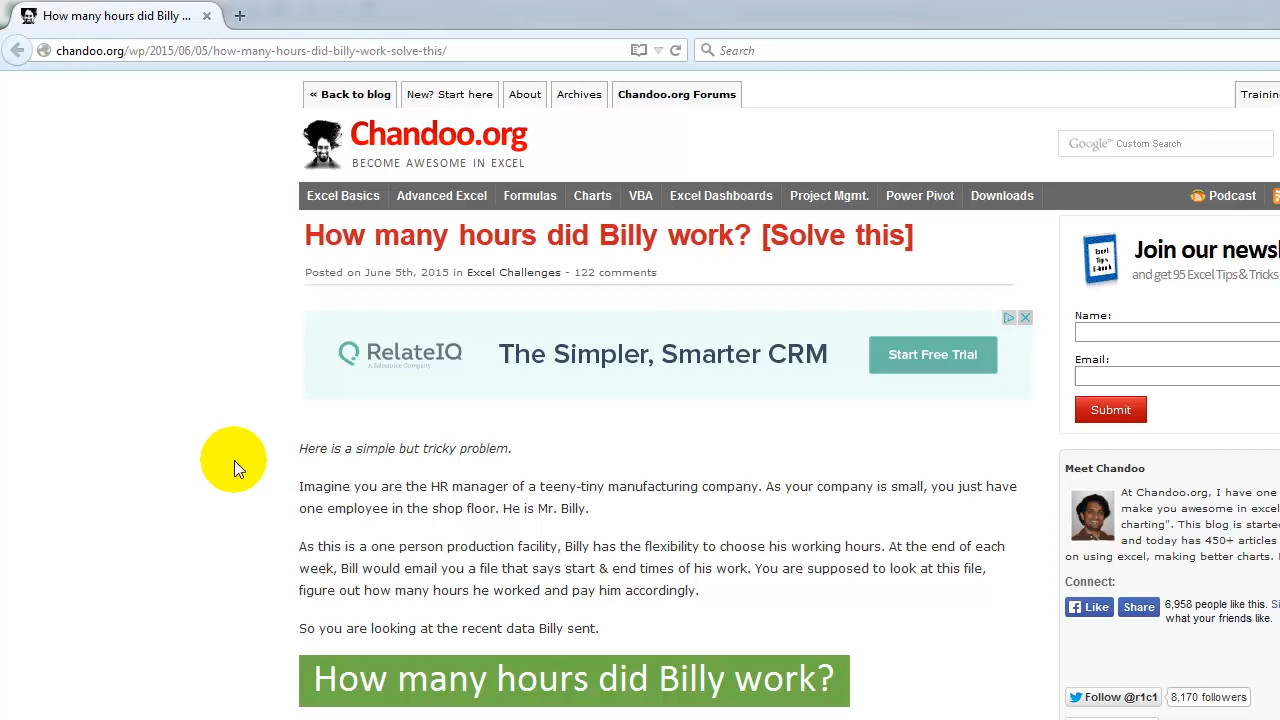 How many hours did Billy ...
chandoo.org/wp/2015/06/05/how-many-hours-did-billy-work-solve-this/
Search
« Back to blog
New? Start here
About
Archives
Chandoo.org Forums
Chandoo.org
BECOME AWESOME IN EXCEL
Google™ Custom Search
Excel Basics
Advanced Excel
Formulas
Charts
VBA
Excel Dashboards
Project Mgmt.
Power Pivot
Downloads
Podcast
How many hours did Billy work? [Solve this]
Posted on June 5th, 2015 in Excel Challenges - 122 comments
RelateIQ
A Salesforce Company
The Simpler, Smarter CRM
Start Free Trial
Here is a simple but tricky problem.
Imagine you are the HR manager of a teeny-tiny manufacturing company. As your company is small, you just have
one employee in the shop floor. He is Mr. Billy.
As this is a one person production facility, Billy has the flexibility to choose his working hours. At the end of each
week, Bill would email you a file that says start & end times of his work. You are supposed to look at this file,
figure out how many hours he worked and pay him accordingly.
So you are looking at the recent data Billy sent.
How many hours did Billy work?
Join our
and get 95 Excel Tips & Tricks
Excel
Tips
E-book
Name:
Email:
Submit
Meet Chandoo
At Chandoo.org, I have one
make you awesome in excel
charting". This blog is
and today has 450+ articles
on using excel, making better charts.
Connect:
Like
Share
6,958 people like this.
what your friends like.
Follow @r1c1
8,170 followers